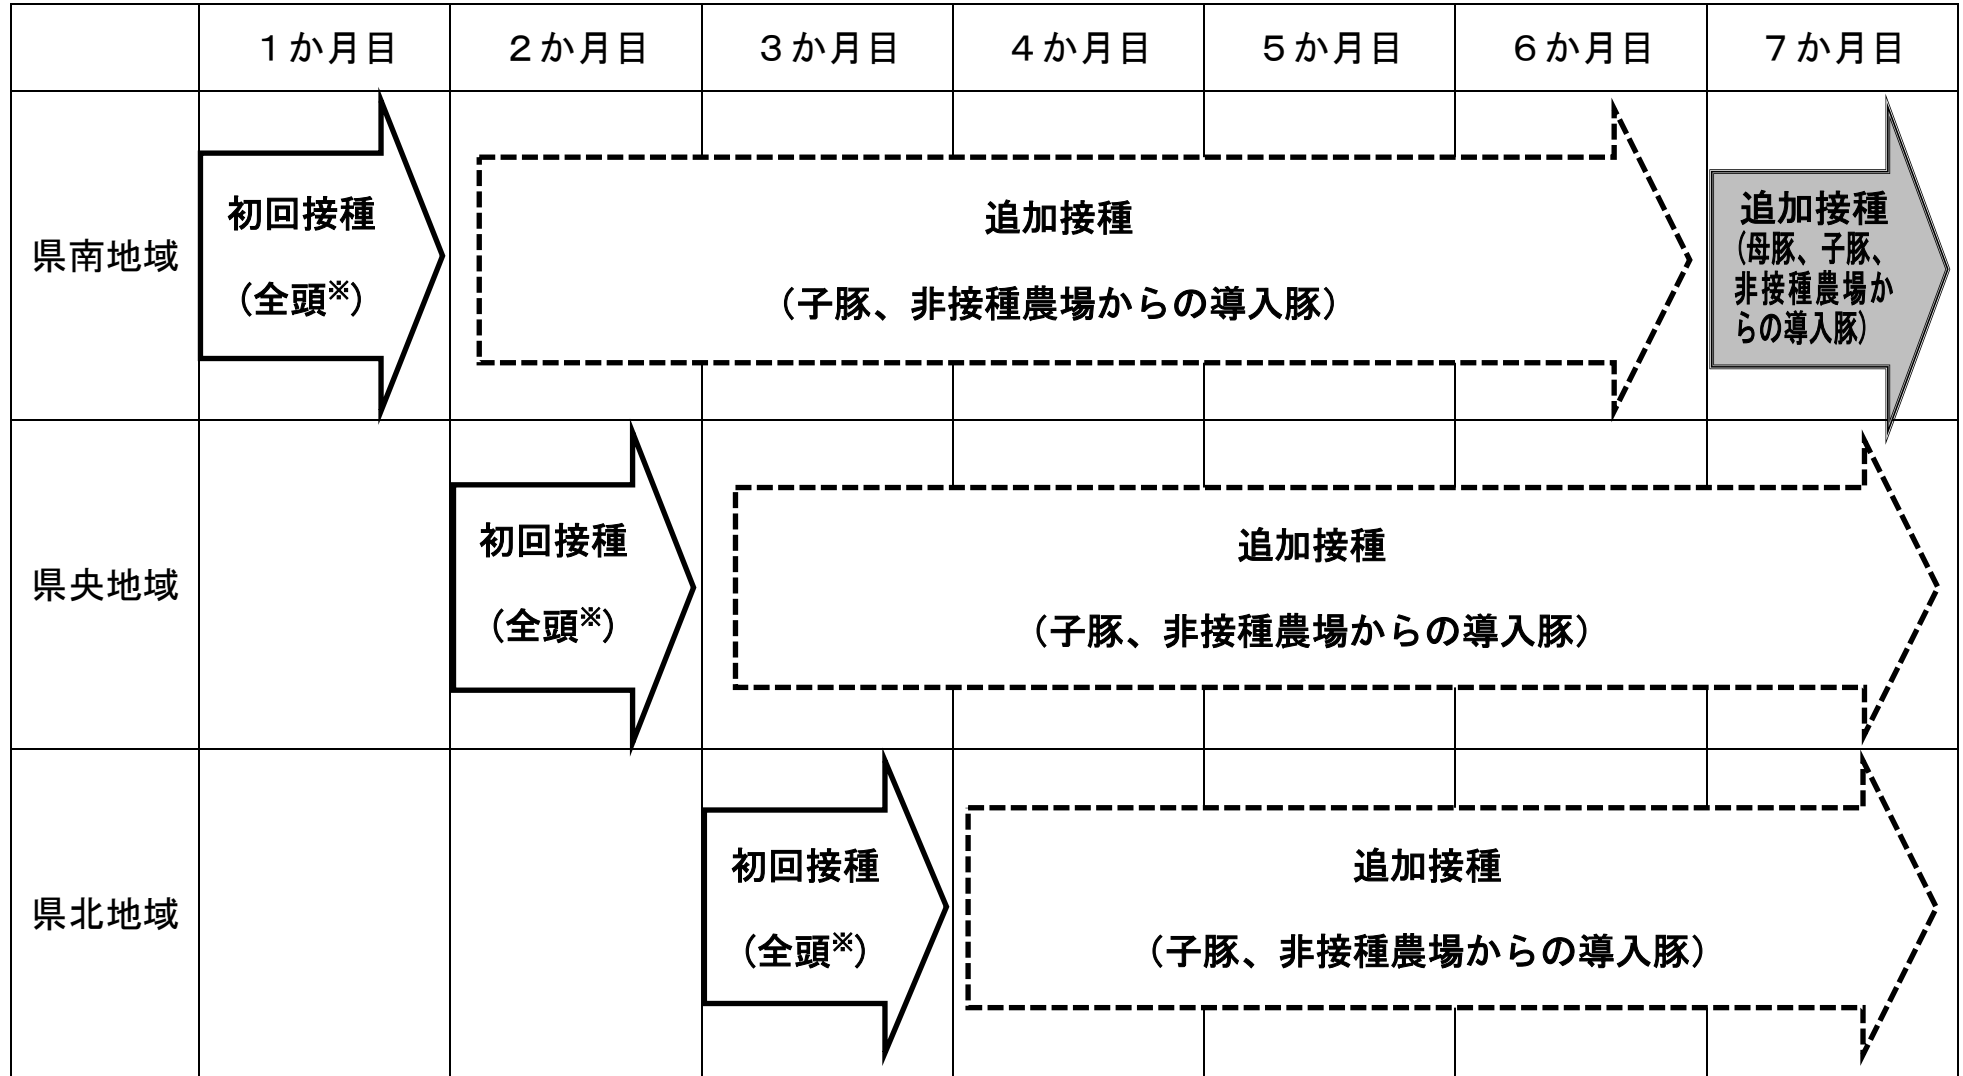 １か月目 ２か月目 ３か月目 ４か月目 ５か月目 ６か月目 ７か月目
県南地域
初回接種
（全頭※）
追加接種
（子豚、非接種農場からの導入豚）
追加接種
（母豚、子豚、
非接種農場か
らの導入豚）
県央地域
初回接種
（全頭※）
追加接種
（子豚、非接種農場からの導入豚）
県北地域
初回接種
（全頭※）
追加接種
（子豚、非接種農場からの導入豚）